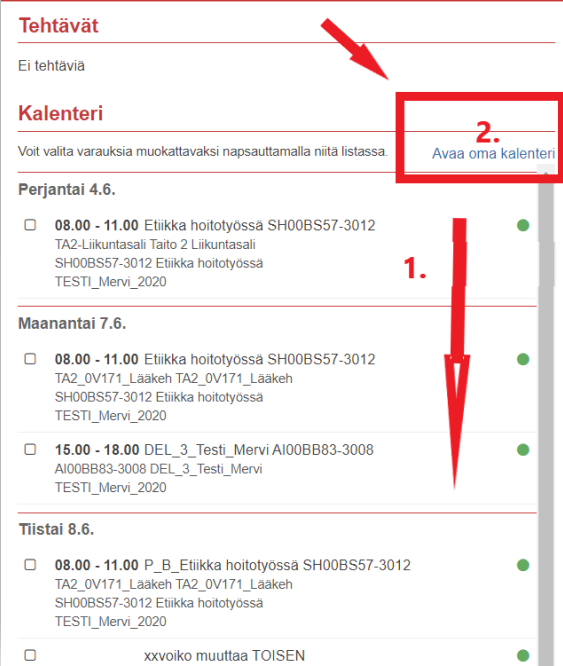 Tehtävät
Ei tehtäviä
Kalenteri
2.
Voit valita varauksia muokattavaksi napsauttamalla niitä listassa. Avaa oma kalenteri
Perjantai 4.6.
08.00 - 11.00 Etiikka hoitotyössä SH00BS57-3012
TA2-Liikuntasali Taito 2 Liikuntasali
SH00BS57-3012 Etiikka hoitotyössä
1.
TESTI_Mervi_2020
Maanantai 7.6.
08.00 - 11.00 Etiikka hoitotyössä SH00BS57-3012
TA2_0V171_Lääkeh TA2_0V171_Lääkeh
SH00BS57-3012 Etiikka hoitotyössä
TESTI_Mervi_2020
15.00 - 18.00 DEL_3_Testi_Mervi AI00BB83-3008
AI00BB83-3008 DEL_3_Testi_Mervi
TESTI_Mervi_2020
Tiistai 8.6.
08.00 - 11.00 P_B_Etiikka hoitotyössä SH00BS57-3012
TA2_0V171_Lääkeh TA2_0V171_Lääkeh
SH00BS57-3012 Etiikka hoitotyössä
TESTI_Mervi_2020
xxvoiko muuttaa TOISEN